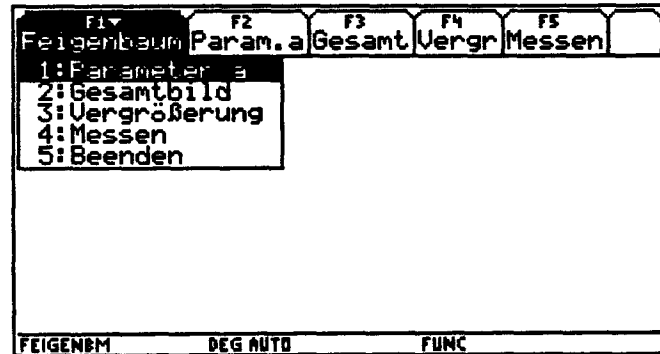 F1 F2 F3 F4 F5
Feigenbaum Param.a Gesamt Vergr Messen
1:Parameter a
2:Gesamtbild
3:Vergrößerung
4:Messen
5:Beenden
FEIGENBM DEG AUTO FUNC